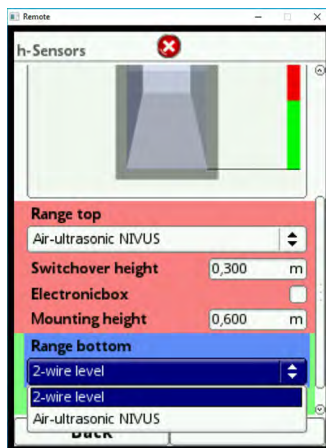 Remote
h-Sensors
Range top
Air-ultrasonic NIVUS
Switchover height 0,300 m
Electronicbox
Mounting height 0,600 m
Range bottom
2-wire level
2-wire level
Air-ultrasonic NIVUS
Back